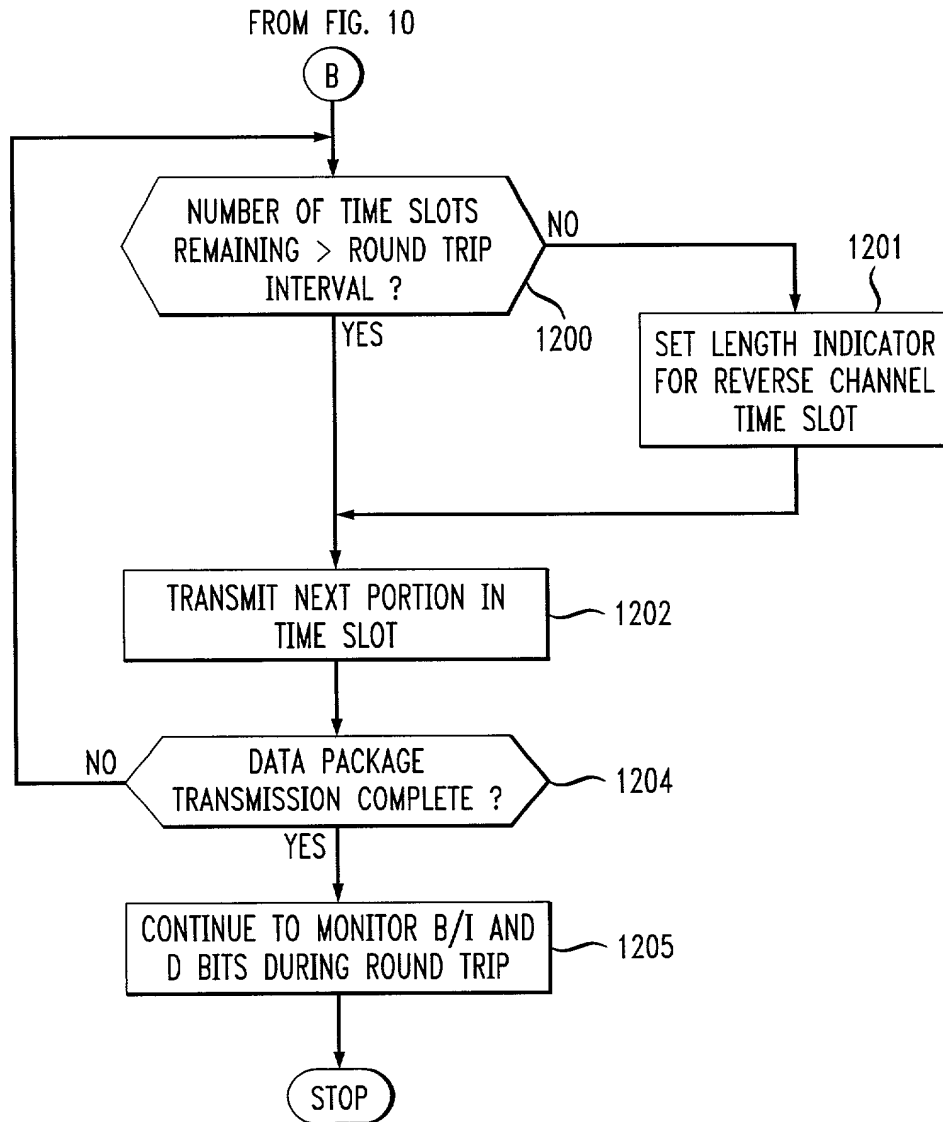 FROM FIG. 10
B
NUMBER OF TIME SLOTS
REMAINING > ROUND TRIP
INTERVAL ?
NO
1200
YES
1201
SET LENGTH INDICATOR
FOR REVERSE CHANNEL
TIME SLOT
TRANSMIT NEXT PORTION IN
TIME SLOT
1202
NO
DATA PACKAGE
TRANSMISSION COMPLETE ?
1204
YES
CONTINUE TO MONITOR B/I AND
D BITS DURING ROUND TRIP
1205
STOP